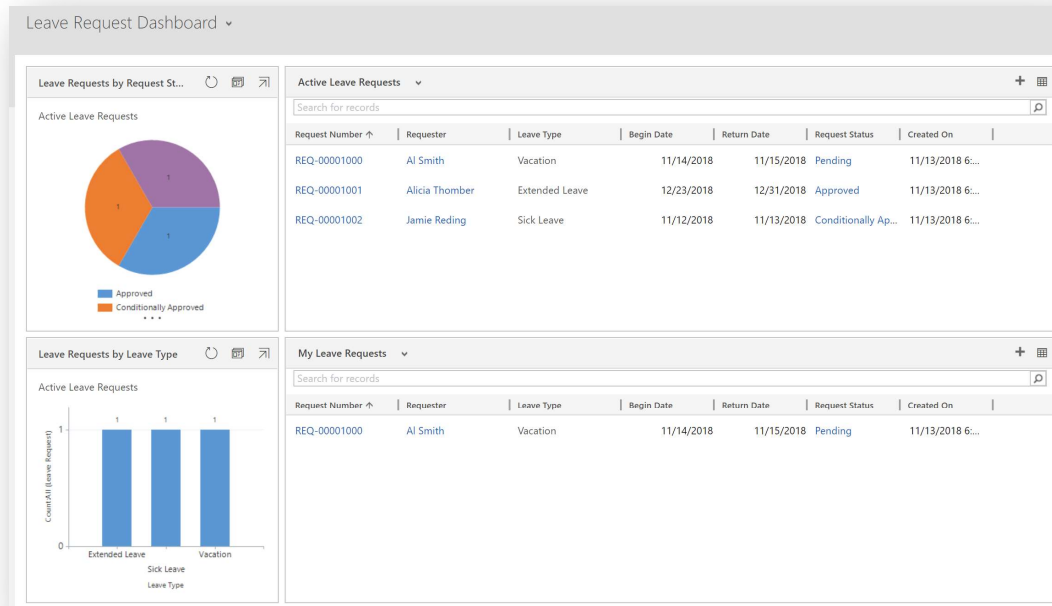 Leave Request Dashboard
Leave Requests by Request St...
Active Leave Requests
1
1
1
Approved
Conditionally Approved
...
Active Leave Requests
Search for records
Request Number Requester Leave Type Begin Date Return Date Request Status Created On
REQ-00001000 Al Smith Vacation 11/14/2018 11/15/2018 Pending 11/13/2018 6:...
REQ-00001001 Alicia Thomber Extended Leave 12/23/2018 12/31/2018 Approved 11/13/2018 6:...
REQ-00001002 Jamie Reding Sick Leave 11/12/2018 11/13/2018 Conditionally Ap... 11/13/2018 6:...
Leave Requests by Leave Type
Active Leave Requests
1 1 1
1
0
Count:All (Leave Request)
Extended Leave Vacation
Sick Leave
Leave Type
My Leave Requests
Search for records
Request Number Requester Leave Type Begin Date Return Date Request Status Created On
REQ-00001000 Al Smith Vacation 11/14/2018 11/15/2018 Pending 11/13/2018 6:...